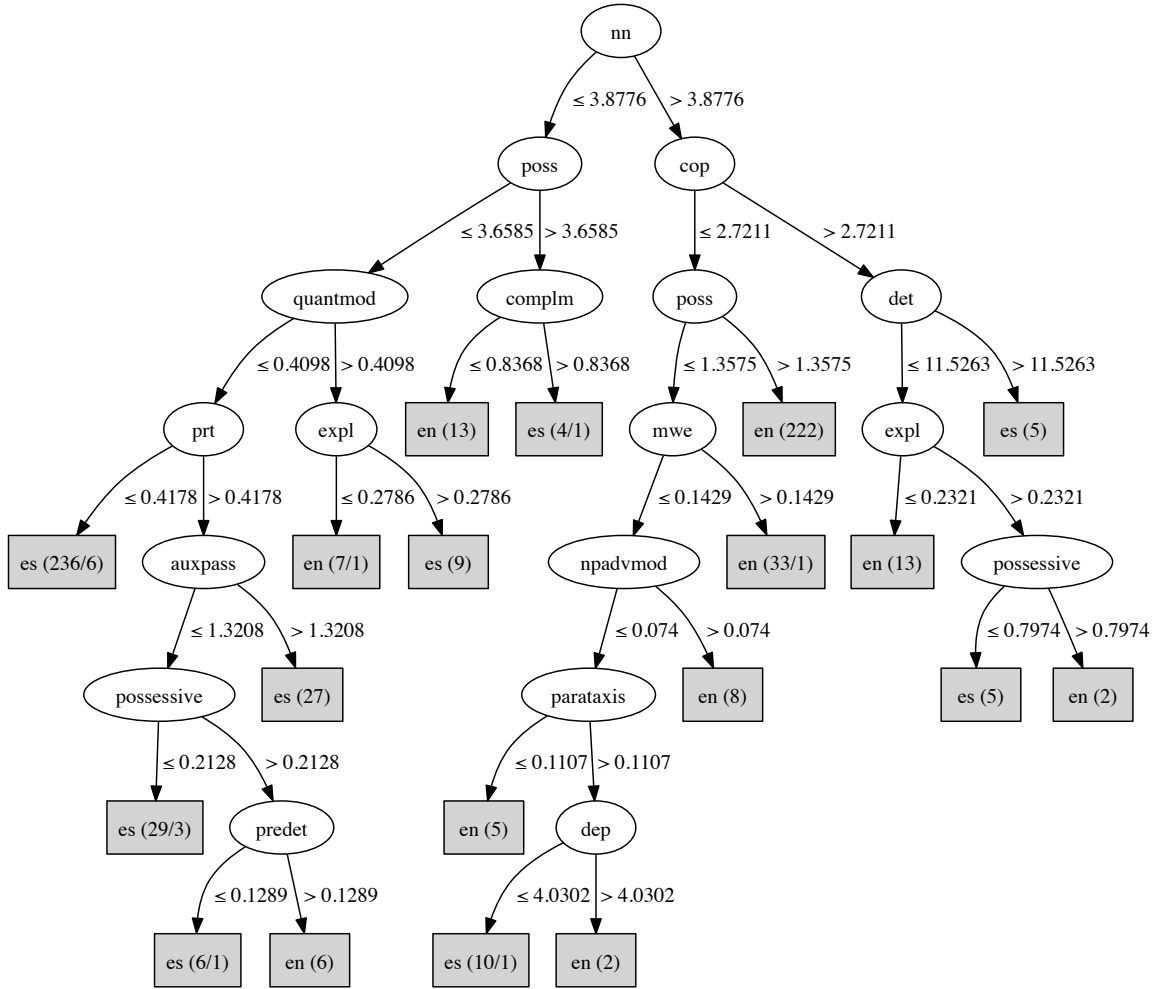 nn
≤ 3.8776 > 3.8776
poss cop
≤ 3.6585 > 3.6585 ≤ 2.7211 > 2.7211
quantmod complm poss det
≤ 0.4098 > 0.4098 ≤ 0.8368 > 0.8368 ≤ 1.3575 > 1.3575 ≤ 11.5263 > 11.5263
prt expl en (13) es (4/1) mwe en (222) expl es (5)
≤ 0.4178 > 0.4178 ≤ 0.2786 > 0.2786 ≤ 0.1429 > 0.1429 ≤ 0.2321 > 0.2321
es (236/6) auxpass en (7/1) es (9) npadvmod en (33/1) en (13) possessive
≤ 1.3208 > 1.3208 ≤ 0.074 > 0.074 ≤ 0.7974 > 0.7974
possessive es (27) parataxis en (8) es (5) en (2)
≤ 0.2128 > 0.2128 ≤ 0.1107 > 0.1107
es (29/3) predet en (5) dep
≤ 0.1289 > 0.1289 ≤ 4.0302 > 4.0302
es (6/1) en (6) es (10/1) en (2)